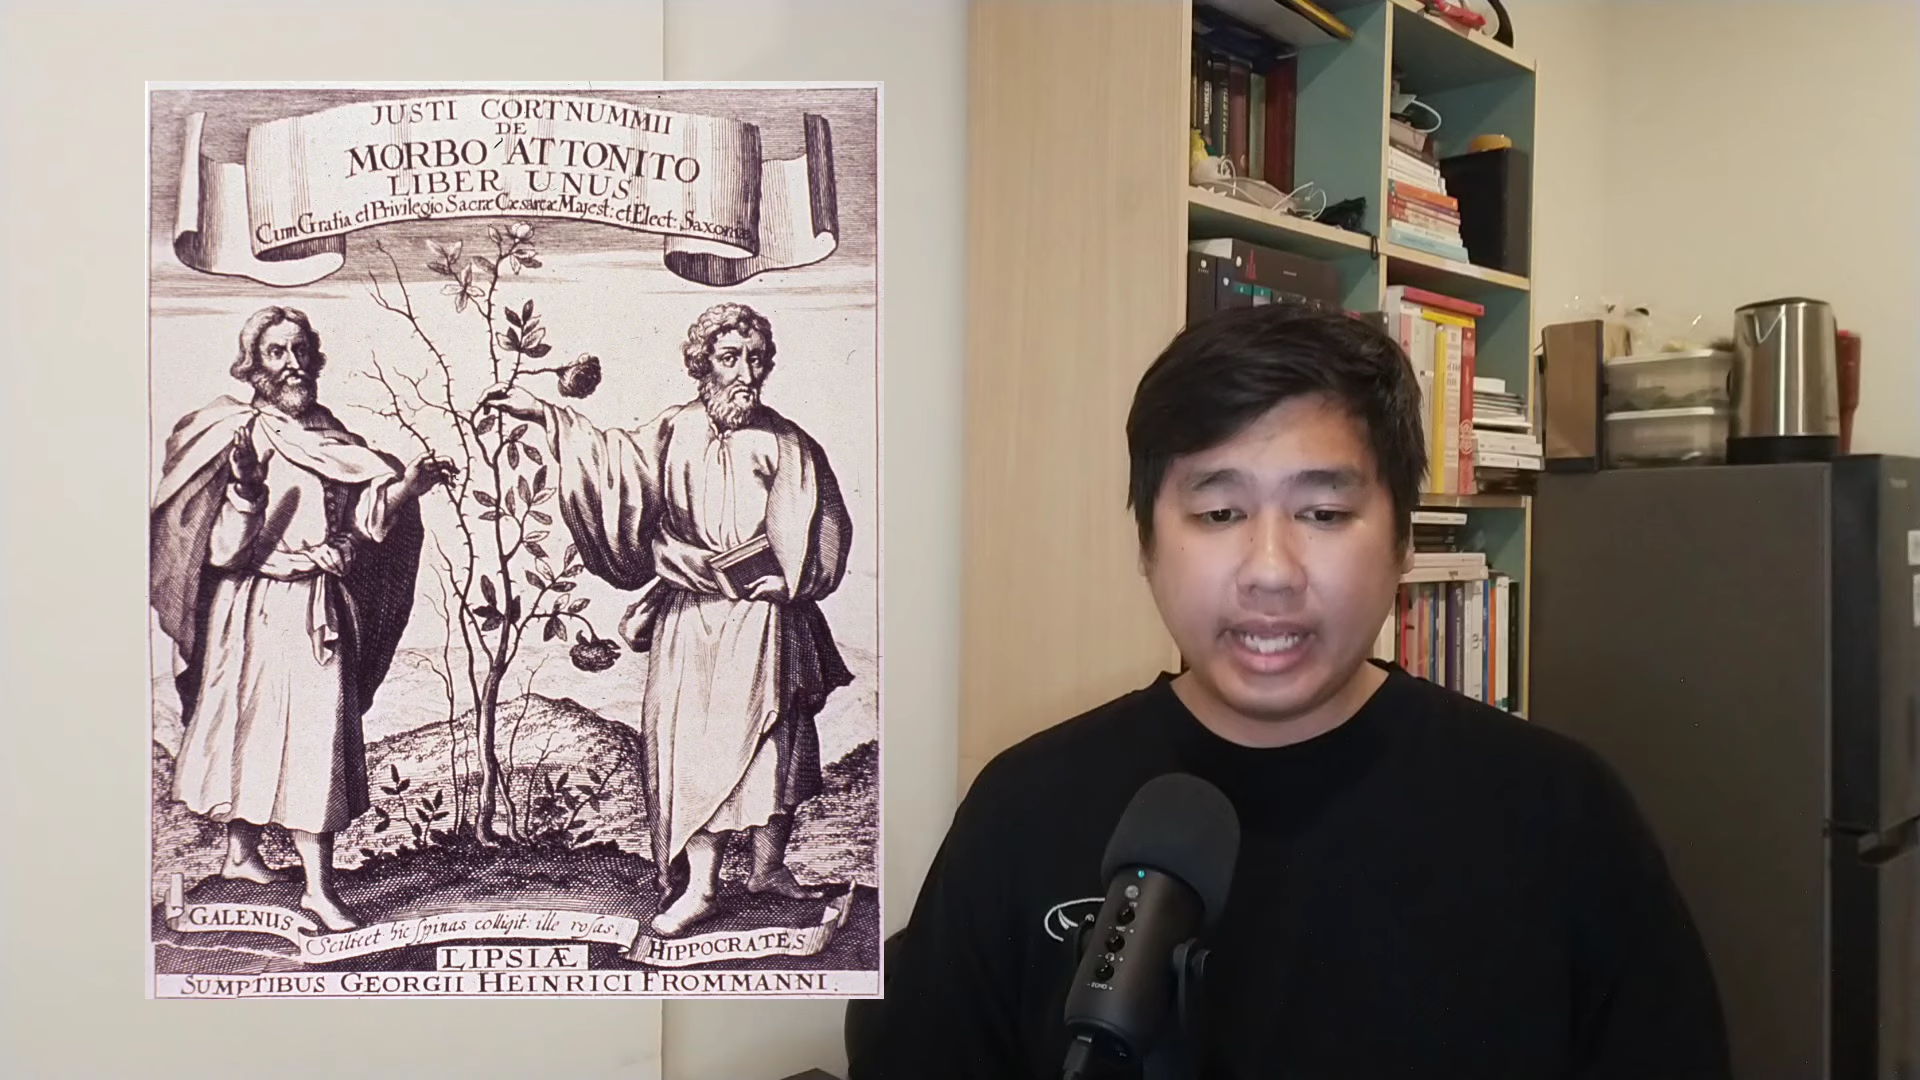 JUSTI CORTNUMMII
DE
MORBO ATTONITO
LIBER UNUS
Cum Gratia et Privilegio Sacræ Cæsareæ Majest: et Elect: Saxoniæ
GALENUS
Scilicet hic spinas colligit ille rosas.
HIPPOCRATES
LIPSIÆ
SUMPTIBUS GEORGII HEINRICI FROMMANNI.